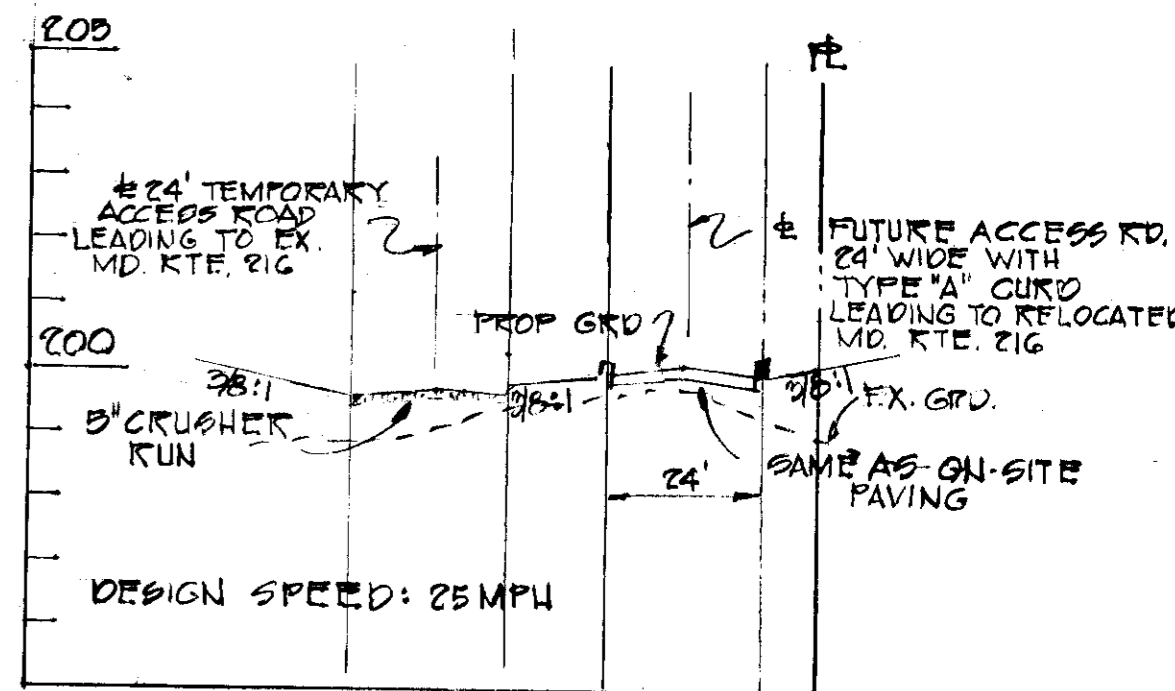 205
PL
℄ 24' TEMPORARY
ACCESS ROAD
LEADING TO EX.
MD. RTE. 216
℄ FUTURE ACCESS RD.
24' WIDE WITH
TYPE "A" CURB
LEADING TO RELOCATED
MD. RTE. 216
PROP GRD
200
3/8:1
3/8:1
3/8:1
EX. GRD.
5" CRUSHER
RUN
24'
SAME AS ON-SITE
PAVING
DESIGN SPEED: 25 MPH